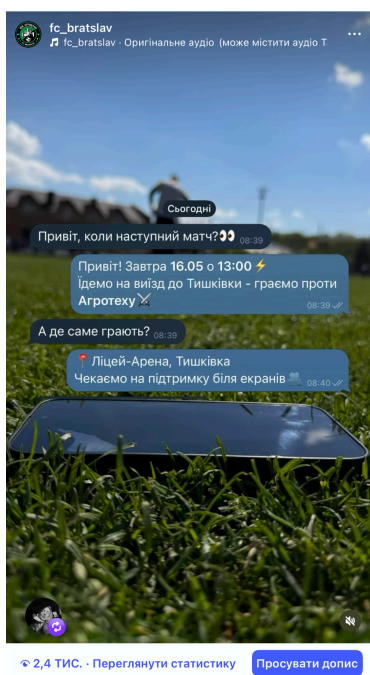 fc_bratslav
fc_bratslav · Оригінальне аудіо (може містити аудіо Т
Сьогодні
Привіт, коли наступний матч?👀 08:39
Привіт! Завтра 16.05 о 13:00⚡
Їдемо на виїзд до Тишківки - граємо проти
Агротеху⚔️ 08:39
А де саме грають? 08:39
📍Ліцей-Арена, Тишківка
Чекаємо на підтримку біля екранів👥 08:40
2,4 ТИС. · Переглянути статистику
Просувати допис